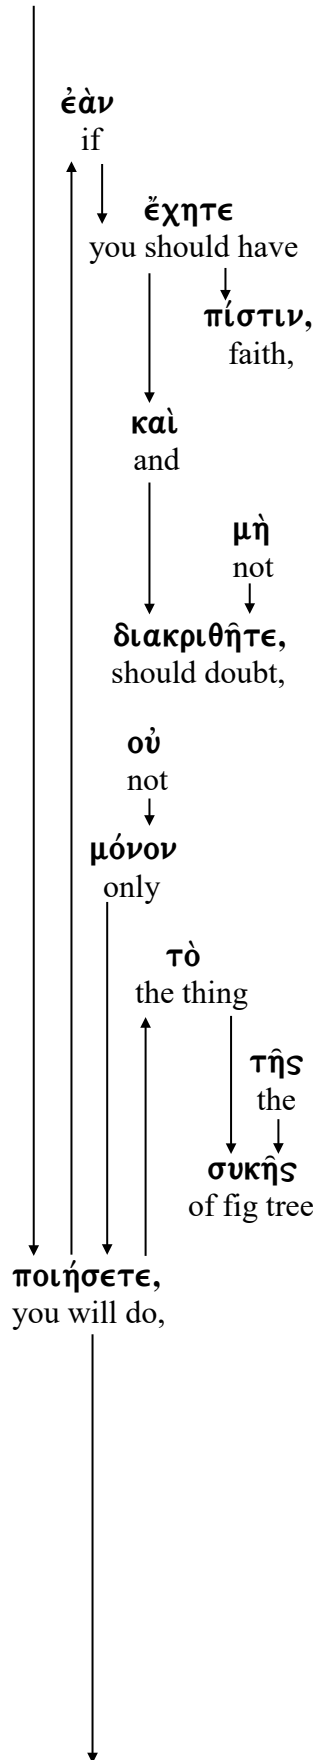 ἐὰν
if
ἔχητε
you should have
πίστιν,
faith,
καὶ
and
μὴ
not
διακριθῆτε,
should doubt,
οὐ
not
μόνον
only
τὸ
the thing
τῆς
the
συκῆς
of fig tree
ποιήσετε,
you will do,